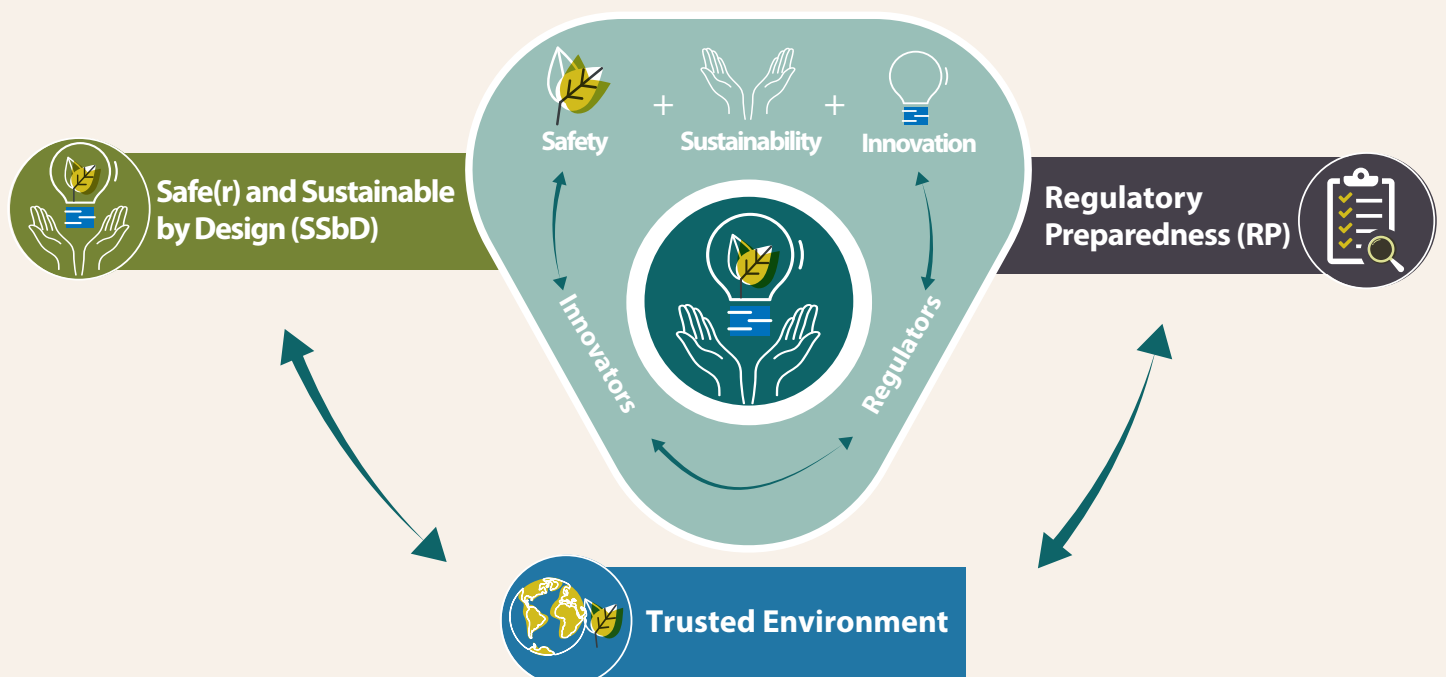 Safety + Sustainability + Innovation
Safe(r) and Sustainable
by Design (SSbD)
Regulatory
Preparedness (RP)
Innovators
Regulators
Trusted Environment